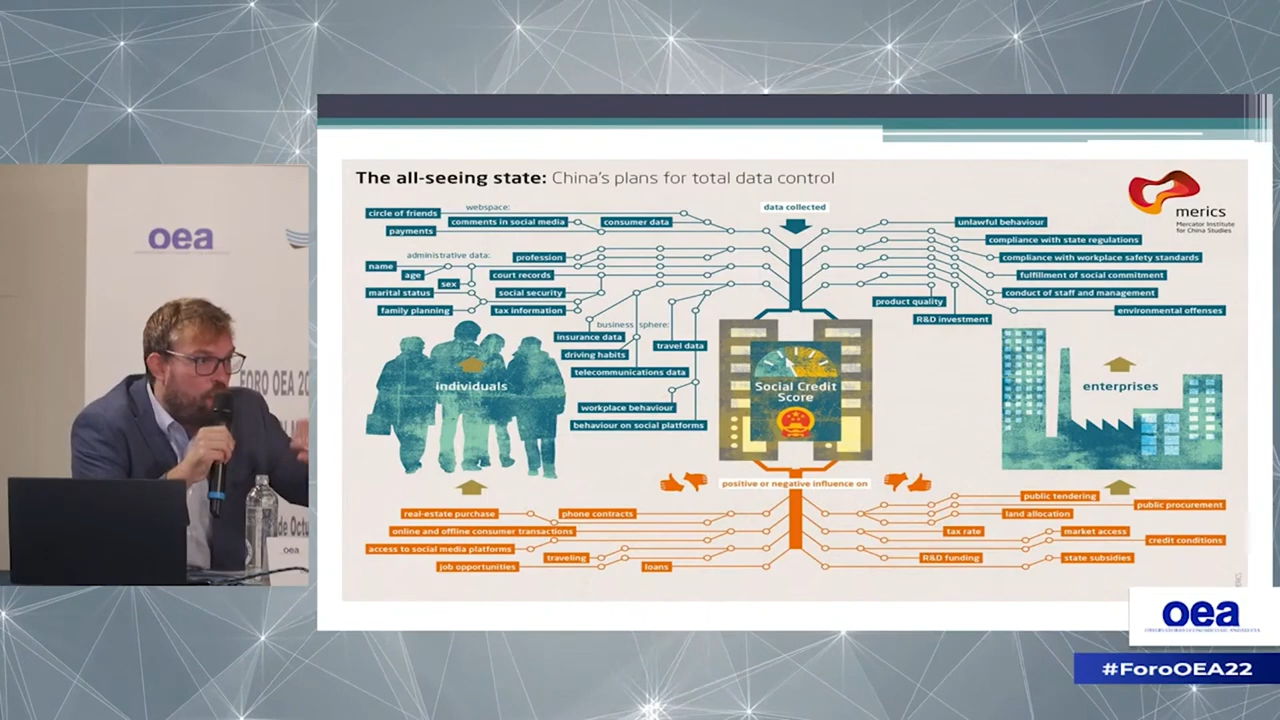 oea
FORO OEA 20
de Octu
oea
The all-seeing state: China's plans for total data control
merics
Mercator Institute
for China Studies
data collected
webspace:
circle of friends
comments in social media
consumer data
payments
administrative data:
profession
name
age
court records
sex
marital status
social security
family planning
tax information
business sphere:
insurance data
travel data
driving habits
telecommunications data
workplace behaviour
behaviour on social platforms
unlawful behaviour
compliance with state regulations
compliance with workplace safety standards
fulfillment of social commitment
conduct of staff and management
product quality
environmental offenses
R&D investment
individuals
Social Credit
Score
enterprises
positive or negative influence on
real-estate purchase
phone contracts
online and offline consumer transactions
access to social media platforms
traveling
job opportunities
loans
public tendering
public procurement
land allocation
tax rate
market access
credit conditions
R&D funding
state subsidies
oea
#ForoOEA22